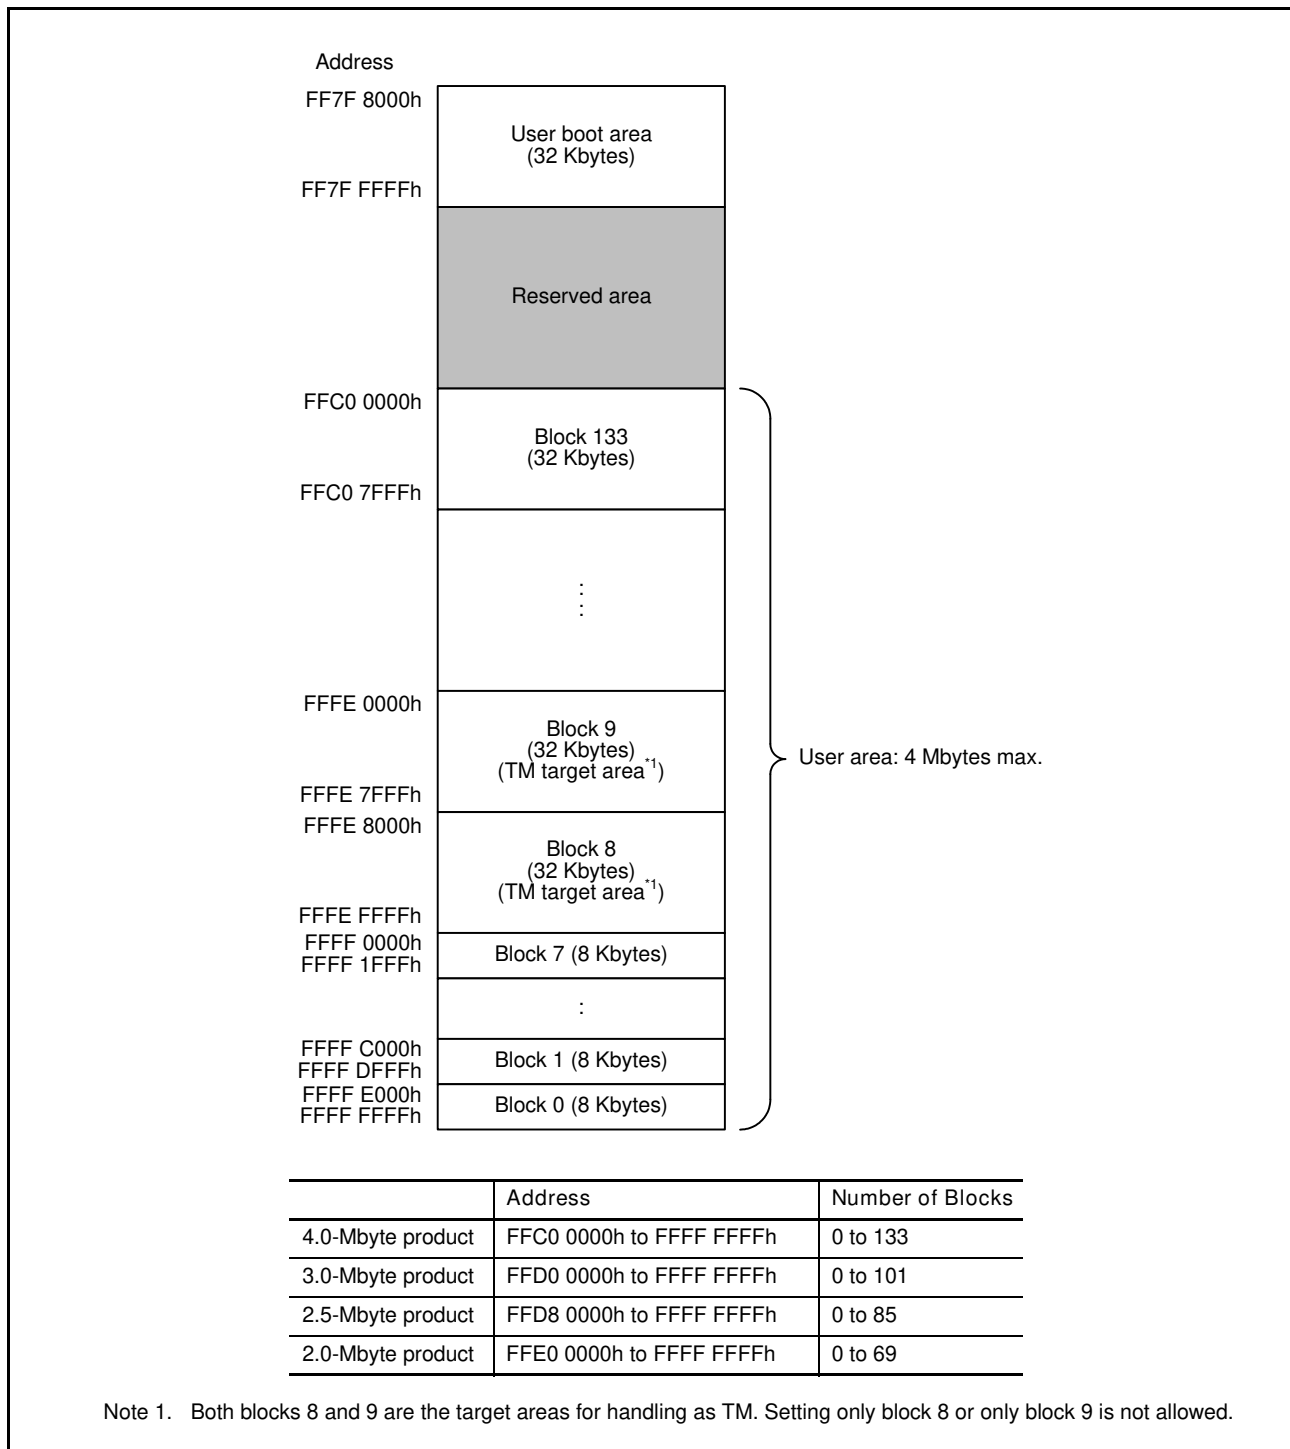 Address
FF7F 8000h
User boot area
(32 Kbytes)
FF7F FFFFh
Reserved area
FFC0 0000h
Block 133
(32 Kbytes)
FFC0 7FFFh
FFFE 0000h
Block 9
(32 Kbytes)
(TM target area*1)
User area: 4 Mbytes max.
FFFE 7FFFh
FFFE 8000h
Block 8
(32 Kbytes)
(TM target area*1)
FFFE FFFFh
FFFF 0000h
Block 7 (8 Kbytes)
FFFF 1FFFh
FFFF C000h
Block 1 (8 Kbytes)
FFFF DFFFh
FFFF E000h
Block 0 (8 Kbytes)
FFFF FFFFh
Address Number of Blocks
4.0-Mbyte product FFC0 0000h to FFFF FFFFh 0 to 133
3.0-Mbyte product FFD0 0000h to FFFF FFFFh 0 to 101
2.5-Mbyte product FFD8 0000h to FFFF FFFFh 0 to 85
2.0-Mbyte product FFE0 0000h to FFFF FFFFh 0 to 69
Note 1. Both blocks 8 and 9 are the target areas for handling as TM. Setting only block 8 or only block 9 is not allowed.